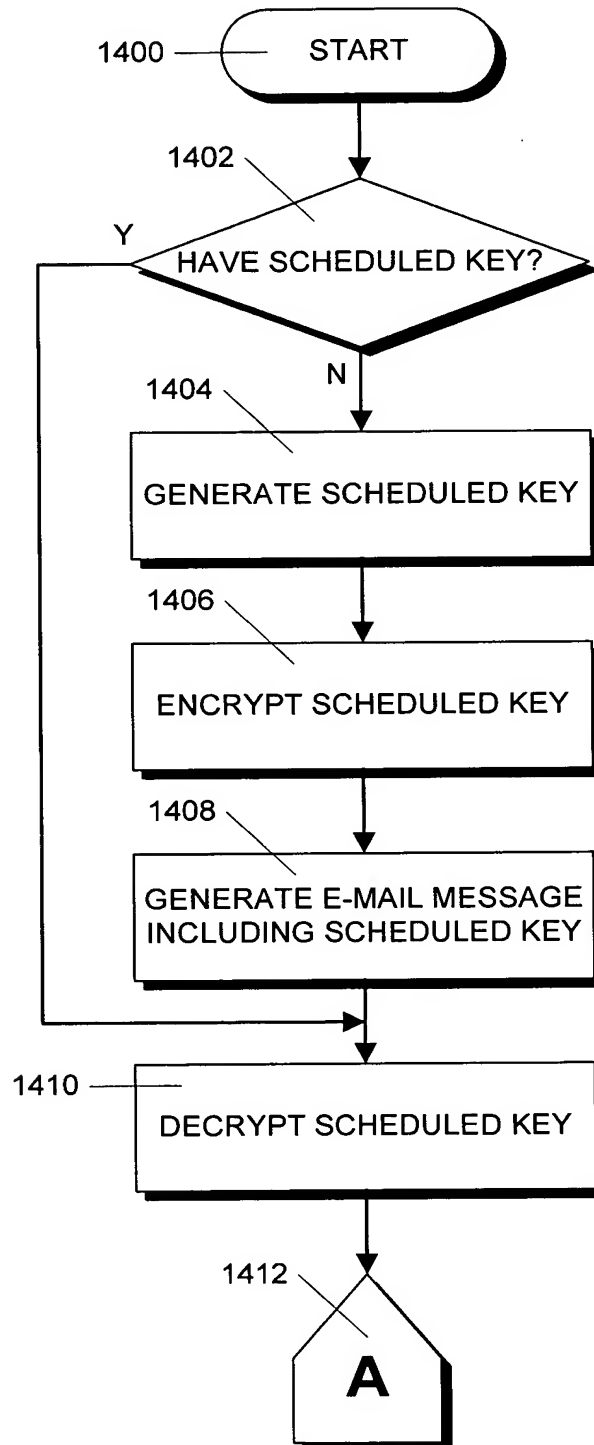 1400
START
1402
Y
HAVE SCHEDULED KEY?
N
1404
GENERATE SCHEDULED KEY
1406
ENCRYPT SCHEDULED KEY
1408
GENERATE E-MAIL MESSAGE
INCLUDING SCHEDULED KEY
1410
DECRYPT SCHEDULED KEY
1412
A